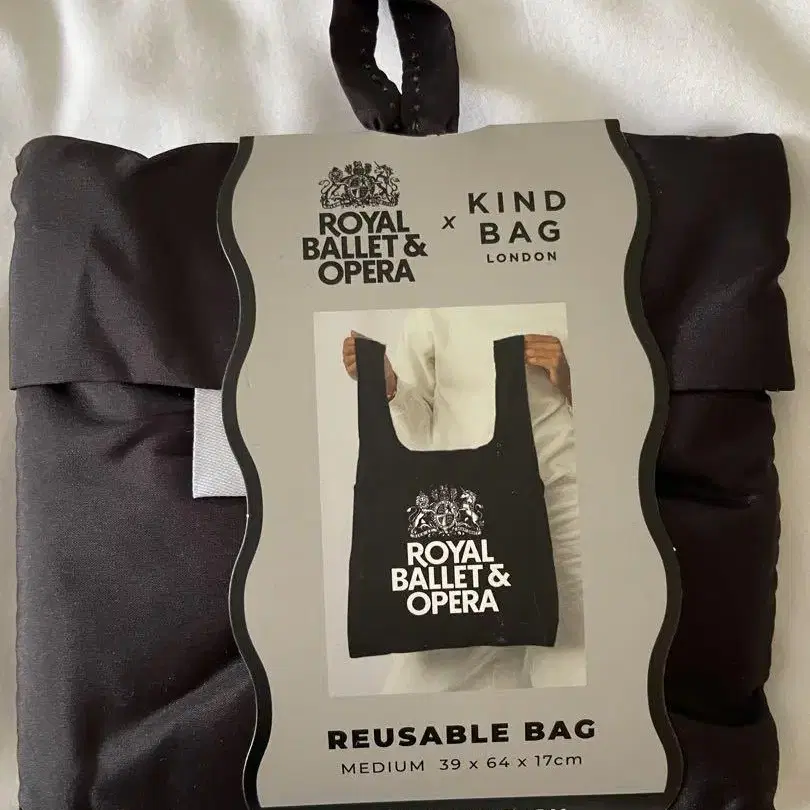 ROYAL
BALLET &
OPERA
x
KIND
BAG
LONDON
ROYAL
BALLET &
OPERA
REUSABLE BAG
MEDIUM 39 x 64 x 17cm